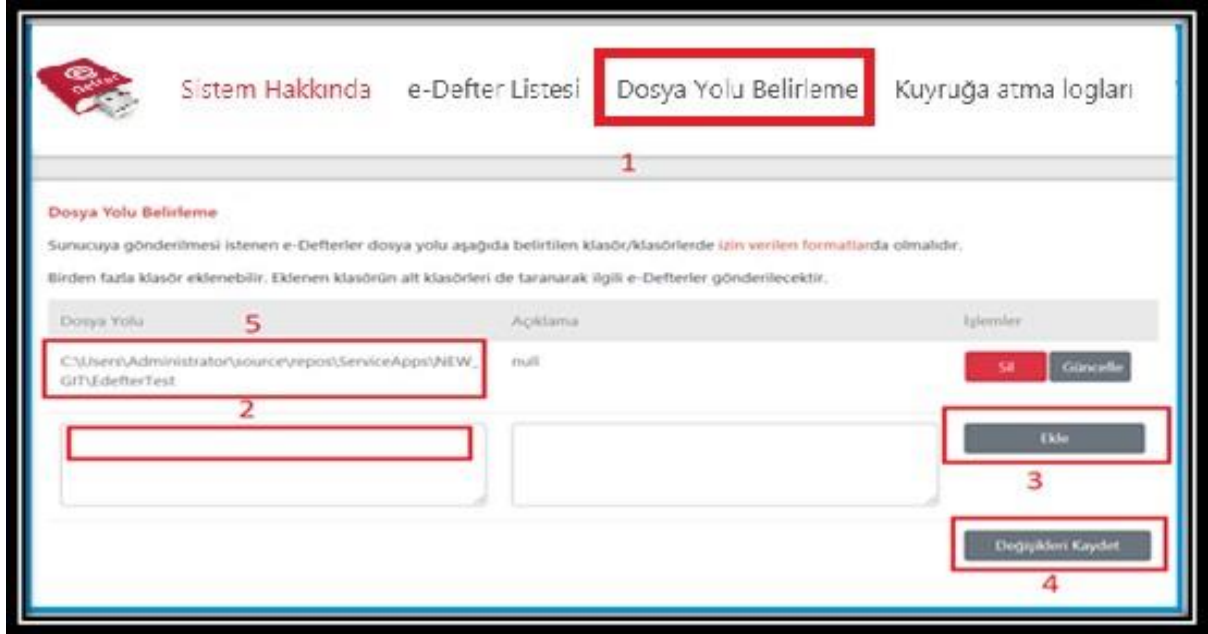 e
Defter
Sistem Hakkında e-Defter Listesi Dosya Yolu Belirleme Kuyruğa atma logları
1
Dosya Yolu Belirleme
Sunucuya gönderilmesi istenen e-Defterler dosya yolu aşağıda belirtilen klasör/klasörlerde izin verilen formatlarda olmalıdır.
Birden fazla klasör eklenebilir. Eklenen klasörün alt klasörleri de taranarak ilgili e-Defterler gönderilecektir.
Dosya Yolu 5 Açıklama İşlemler
C:\Users\Administrator\source\repos\ServiceApps\NEW_ null Sil Güncelle
GIT\EdefterTest
2
Ekle
3
Değişikleri Kaydet
4